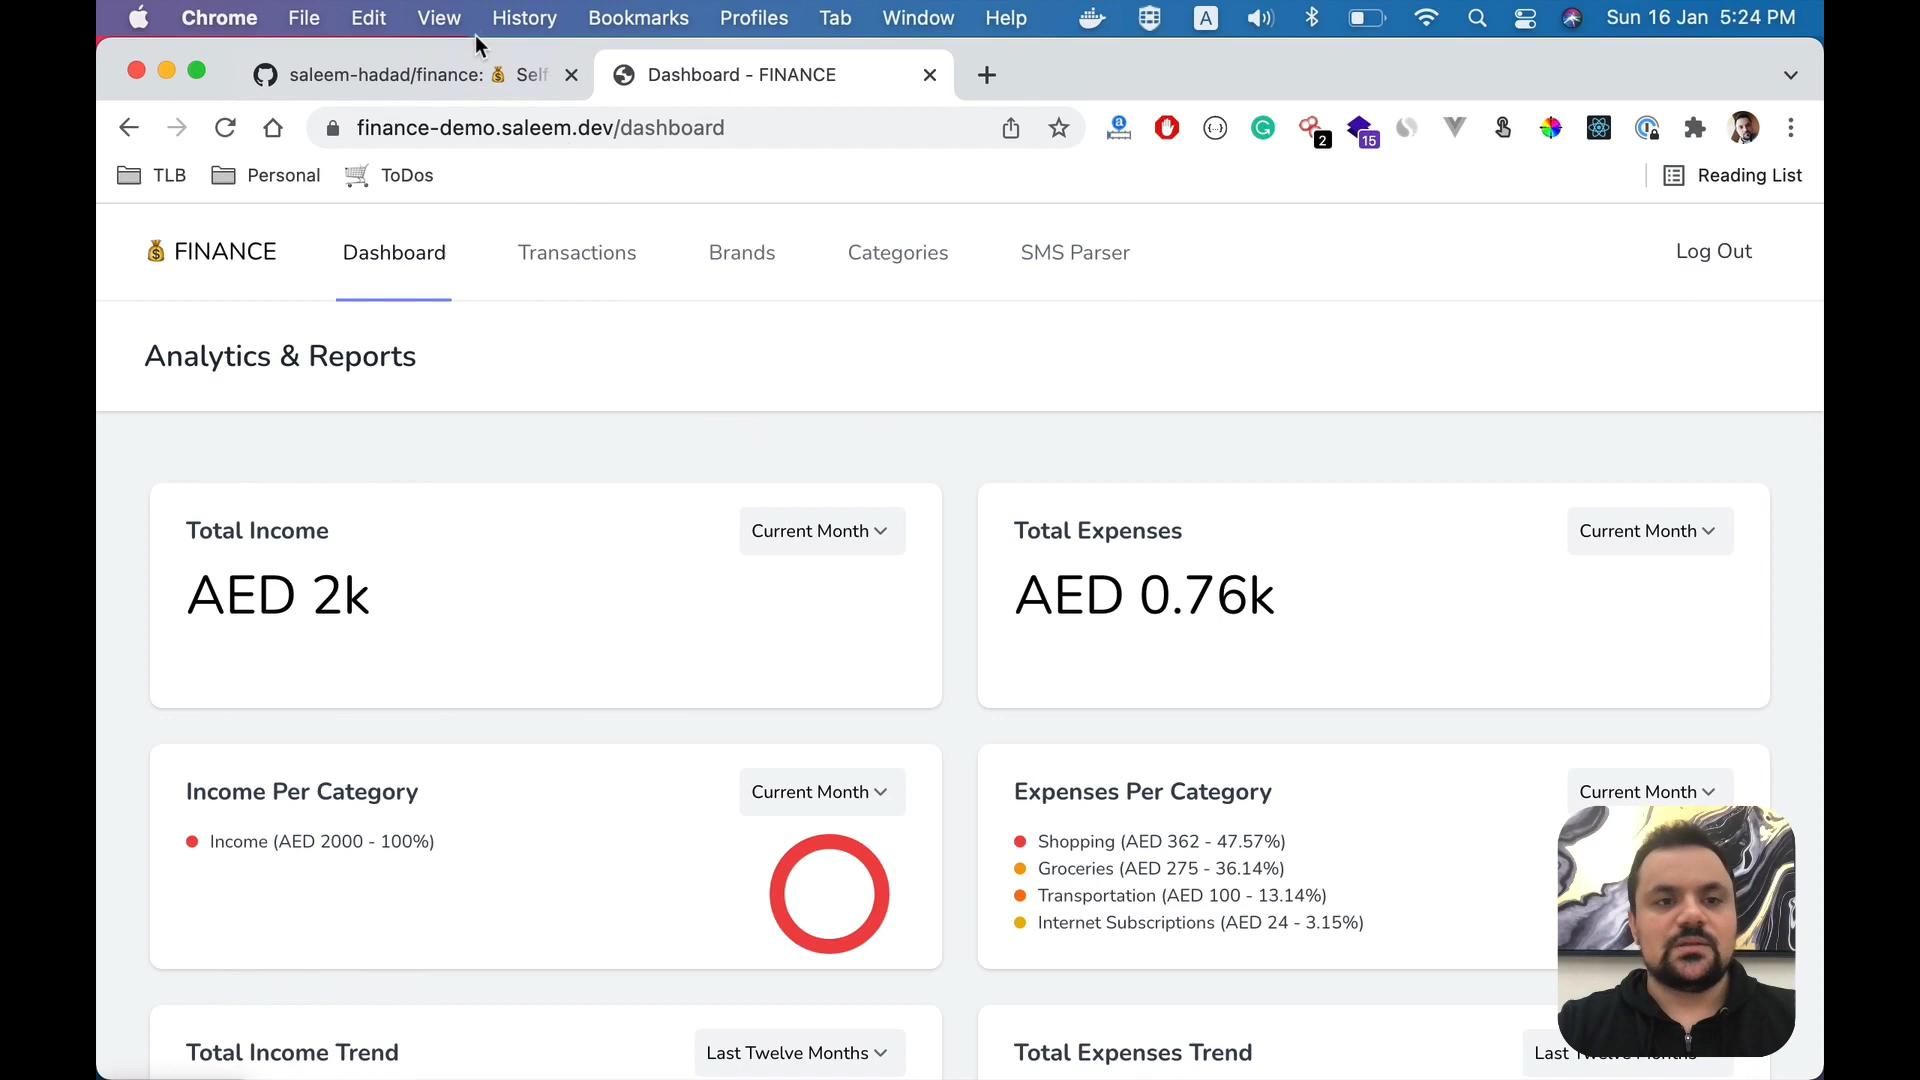 Chrome File Edit View History Bookmarks Profiles Tab Window Help A Sun 16 Jan 5:24 PM
saleem-hadad/finance: 💰 Self Dashboard - FINANCE
finance-demo.saleem.dev/dashboard 2 15
TLB Personal ToDos Reading List
💰 FINANCE Dashboard Transactions Brands Categories SMS Parser Log Out
Analytics & Reports
Total Income Current Month
AED 2k
Total Expenses Current Month
AED 0.76k
Income Per Category Current Month
Income (AED 2000 - 100%)
Expenses Per Category Current Month
Shopping (AED 362 - 47.57%)
Groceries (AED 275 - 36.14%)
Transportation (AED 100 - 13.14%)
Internet Subscriptions (AED 24 - 3.15%)
Total Income Trend Last Twelve Months
Total Expenses Trend Last Twelve Months